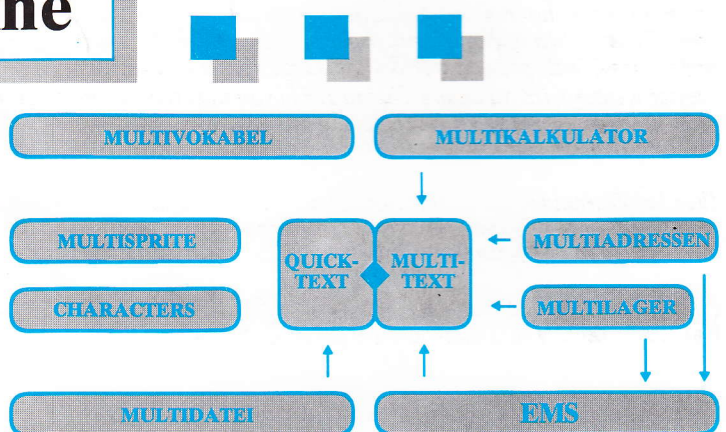 ne
MULTIVOKABEL
MULTIKALKULATOR
MULTISPRITE
QUICK-
TEXT
MULTI-
TEXT
MULTIADRESSEN
CHARACTERS
MULTILAGER
MULTIDATEI
EMS